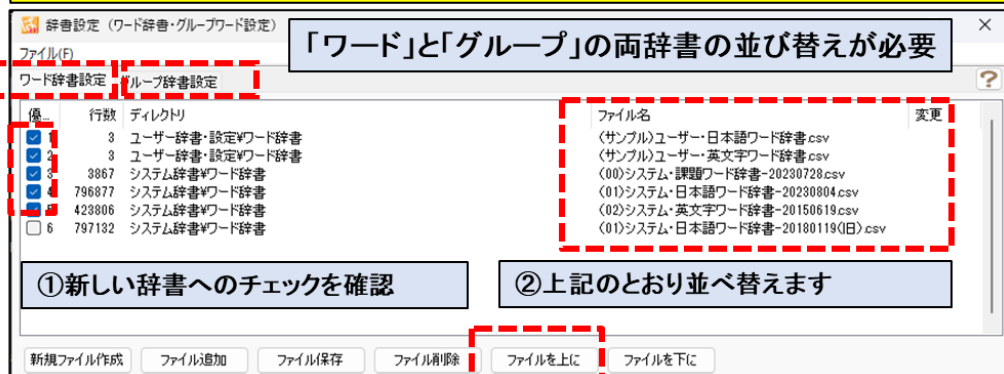 辞書設定（ワード辞書・グループワード設定）
「ワード」と「グループ」の両辞書の並び替えが必要
ファイル(F)
ワード辞書設定 グループ辞書設定
優... 行数 ディレクトリ ファイル名 変更
1 3 ユーザー辞書・設定¥ワード辞書 （サンプル）ユーザー・日本語ワード辞書.csv
2 3 ユーザー辞書・設定¥ワード辞書 （サンプル）ユーザー・英文字ワード辞書.csv
3 3867 システム辞書¥ワード辞書 (00)システム・課題ワード辞書-20230728.csv
4 796877 システム辞書¥ワード辞書 (01)システム・日本語ワード辞書-20230804.csv
5 423806 システム辞書¥ワード辞書 (02)システム・英文字ワード辞書-20150619.csv
6 797132 システム辞書¥ワード辞書 (01)システム・日本語ワード辞書-20180119(旧).csv
①新しい辞書へのチェックを確認 ②上記のとおり並べ替えます
新規ファイル作成 ファイル追加 ファイル保存 ファイル削除 ファイルを上に ファイルを下に